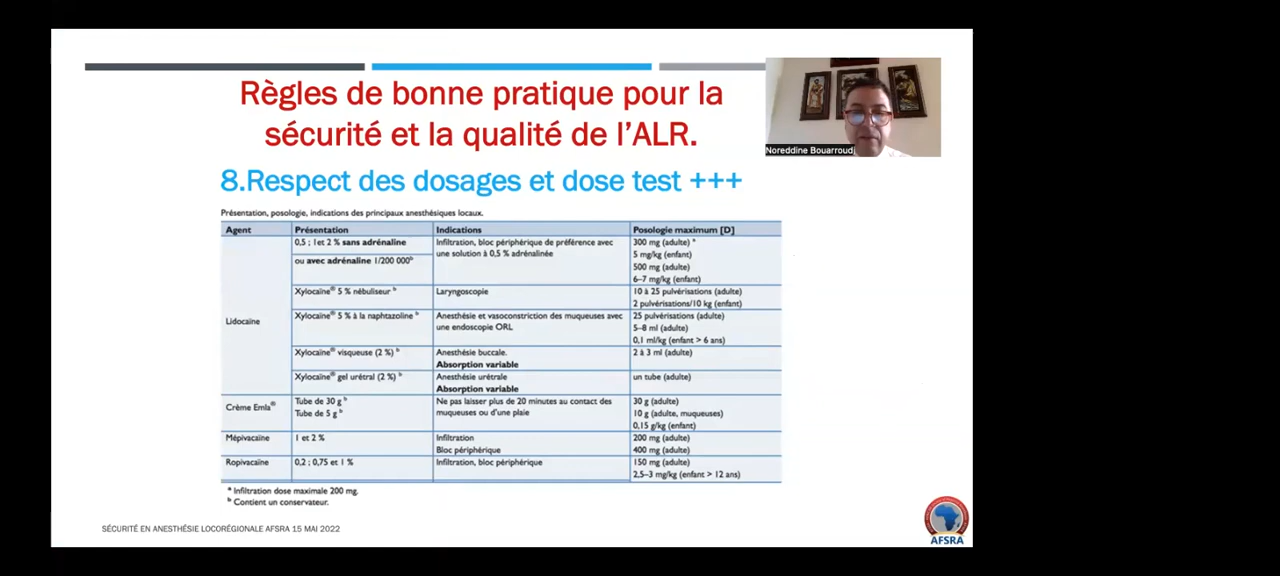 Règles de bonne pratique pour la
sécurité et la qualité de l'ALR.
Noreddine Bouarroudj
8.Respect des dosages et dose test +++
Présentation, posologie, indications des principaux anesthésiques locaux.
Agent Présentation Indications Posologie maximum [D]
Lidocaïne
0,5 ; 1et 2 % sans adrénaline
ou avec adrénaline 1/200 000b
Infiltration, bloc périphérique de préférence avec
une solution à 0,5 % adrénalinée
300 mg (adulte) a
5 mg/kg (enfant)
500 mg (adulte)
6–7 mg/kg (enfant)
Xylocaïne® 5 % nébuliseur b
Laryngoscopie
10 à 25 pulvérisations (adulte)
2 pulvérisations/10 kg (enfant)
Xylocaïne® 5 % à la naphtazoline b
Anesthésie et vasoconstriction des muqueuses avec
une endoscopie ORL
25 pulvérisations (adulte)
5–8 ml (adulte)
0,1 ml/kg (enfant > 6 ans)
Xylocaïne® visqueuse (2 %) b
Anesthésie buccale.
Absorption variable
2 à 3 ml (adulte)
Xylocaïne® gel urétral (2 %) b
Anesthésie urétrale
Absorption variable
un tube (adulte)
Crème Emla®
Tube de 30 g b
Tube de 5 g b
Ne pas laisser plus de 20 minutes au contact des
muqueuses ou d'une plaie
30 g (adulte)
10 g (adulte, muqueuses)
0,15 g/kg (enfant)
Mépivacaïne
1 et 2 %
Infiltration
Bloc périphérique
200 mg (adulte)
400 mg (adulte)
Ropivacaïne
0,2 ; 0,75 et 1 %
Infiltration, bloc périphérique
150 mg (adulte)
2,5–3 mg/kg (enfant > 12 ans)
a Infiltration dose maximale 200 mg.
b Contient un conservateur.
SÉCURITÉ EN ANESTHÉSIE LOCORÉGIONALE AFSRA 15 MAI 2022
AFSRA